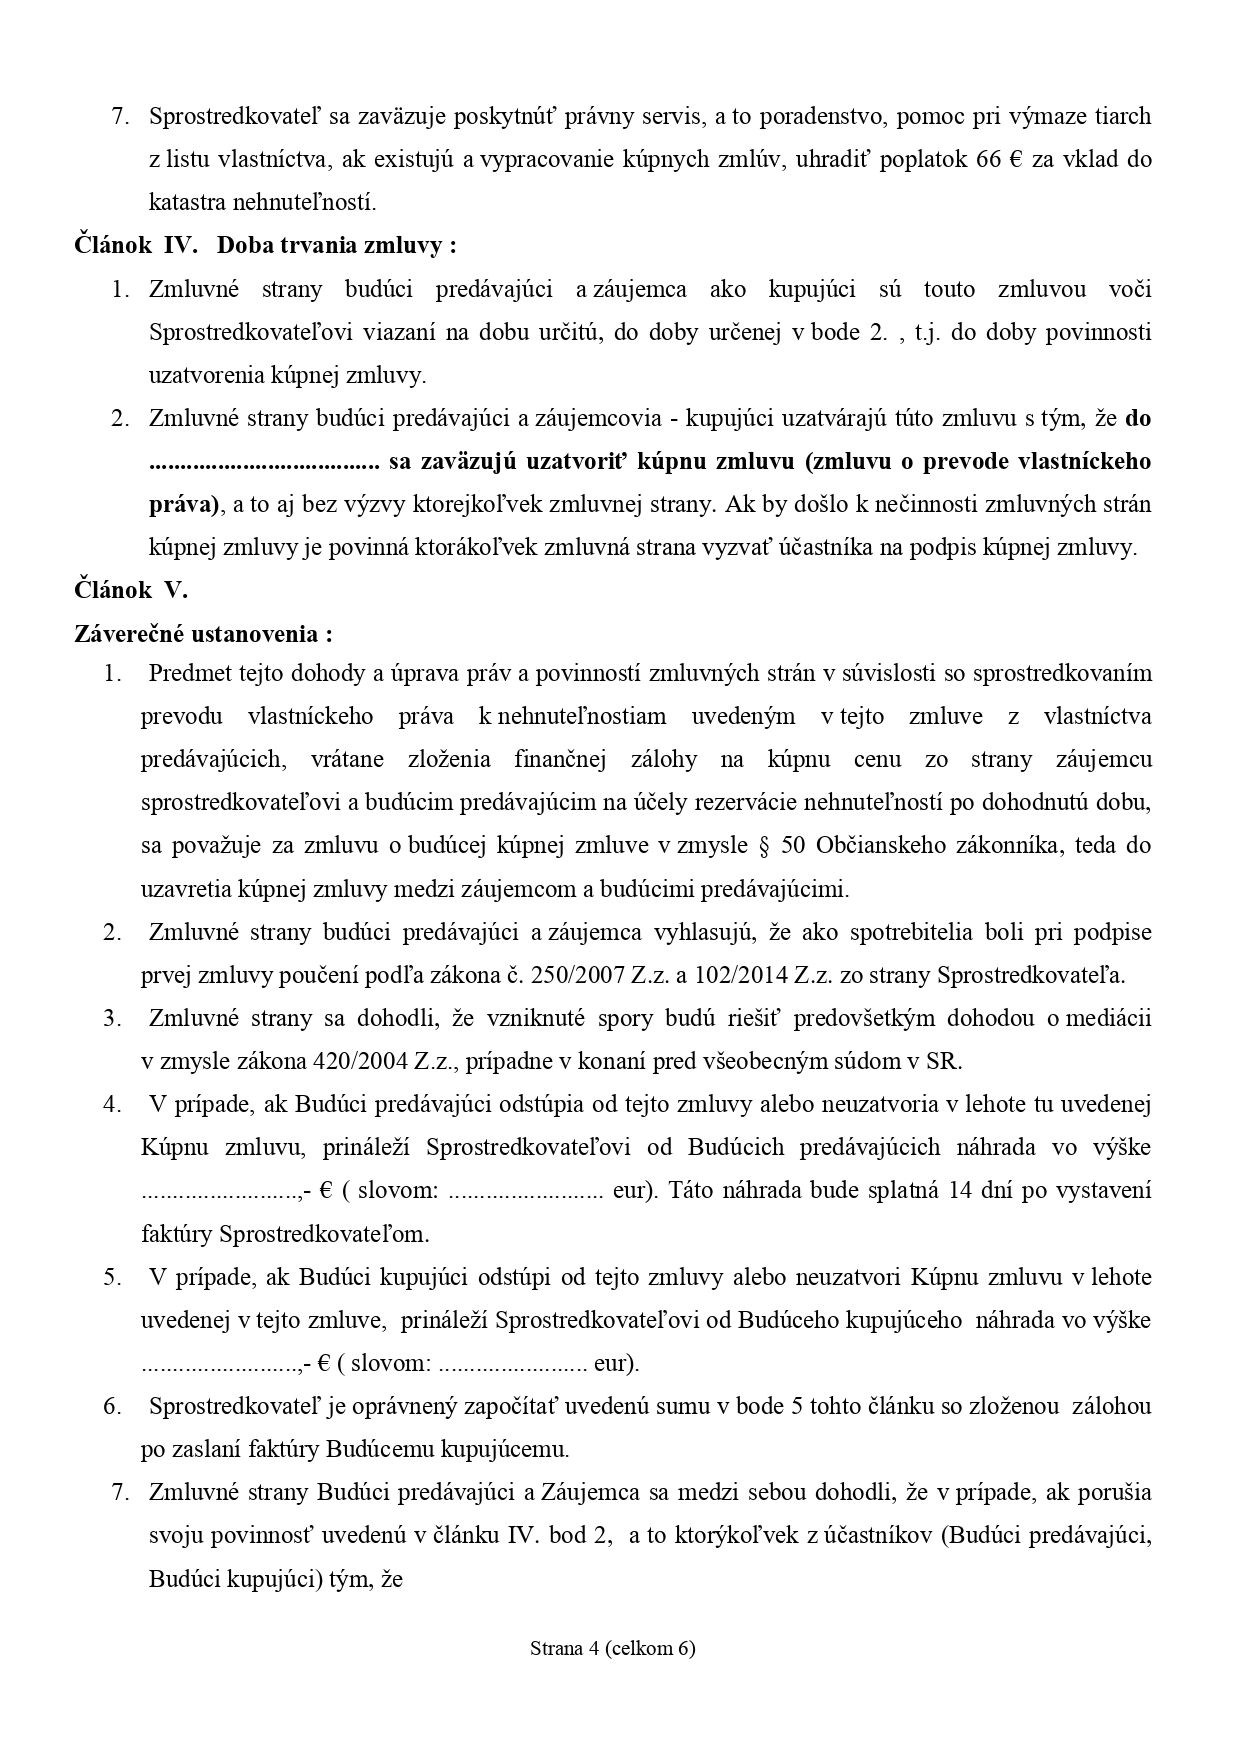 7. Sprostredkovateľ sa zaväzuje poskytnúť právny servis, a to poradenstvo, pomoc pri výmaze tiarch
z listu vlastníctva, ak existujú a vypracovanie kúpnych zmlúv, uhradiť poplatok 66 € za vklad do
katastra nehnuteľností.
Článok IV. Doba trvania zmluvy :
1. Zmluvné strany budúci predávajúci a záujemca ako kupujúci sú touto zmluvou voči
Sprostredkovateľovi viazaní na dobu určitú, do doby určenej v bode 2. , t.j. do doby povinnosti
uzatvorenia kúpnej zmluvy.
2. Zmluvné strany budúci predávajúci a záujemcovia - kupujúci uzatvárajú túto zmluvu s tým, že do
..................................... sa zaväzujú uzatvoriť kúpnu zmluvu (zmluvu o prevode vlastníckeho
práva), a to aj bez výzvy ktorejkoľvek zmluvnej strany. Ak by došlo k nečinnosti zmluvných strán
kúpnej zmluvy je povinná ktorákoľvek zmluvná strana vyzvať účastníka na podpis kúpnej zmluvy.
Článok V.
Záverečné ustanovenia :
1. Predmet tejto dohody a úprava práv a povinností zmluvných strán v súvislosti so sprostredkovaním
prevodu vlastníckeho práva k nehnuteľnostiam uvedeným v tejto zmluve z vlastníctva
predávajúcich, vrátane zloženia finančnej zálohy na kúpnu cenu zo strany záujemcu
sprostredkovateľovi a budúcim predávajúcim na účely rezervácie nehnuteľností po dohodnutú dobu,
sa považuje za zmluvu o budúcej kúpnej zmluve v zmysle § 50 Občianskeho zákonníka, teda do
uzavretia kúpnej zmluvy medzi záujemcom a budúcimi predávajúcimi.
2. Zmluvné strany budúci predávajúci a záujemca vyhlasujú, že ako spotrebitelia boli pri podpise
prvej zmluvy poučení podľa zákona č. 250/2007 Z.z. a 102/2014 Z.z. zo strany Sprostredkovateľa.
3. Zmluvné strany sa dohodli, že vzniknuté spory budú riešiť predovšetkým dohodou o mediácii
v zmysle zákona 420/2004 Z.z., prípadne v konaní pred všeobecným súdom v SR.
4. V prípade, ak Budúci predávajúci odstúpia od tejto zmluvy alebo neuzatvoria v lehote tu uvedenej
Kúpnu zmluvu, prináleží Sprostredkovateľovi od Budúcich predávajúcich náhrada vo výške
.........................,- € ( slovom: ......................... eur). Táto náhrada bude splatná 14 dní po vystavení
faktúry Sprostredkovateľom.
5. V prípade, ak Budúci kupujúci odstúpi od tejto zmluvy alebo neuzatvori Kúpnu zmluvu v lehote
uvedenej v tejto zmluve, prináleží Sprostredkovateľovi od Budúceho kupujúceho náhrada vo výške
.........................,- € ( slovom: ........................ eur).
6. Sprostredkovateľ je oprávnený započítať uvedenú sumu v bode 5 tohto článku so zloženou zálohou
po zaslaní faktúry Budúcemu kupujúcemu.
7. Zmluvné strany Budúci predávajúci a Záujemca sa medzi sebou dohodli, že v prípade, ak porušia
svoju povinnosť uvedenú v článku IV. bod 2, a to ktorýkoľvek z účastníkov (Budúci predávajúci,
Budúci kupujúci) tým, že
Strana 4 (celkom 6)